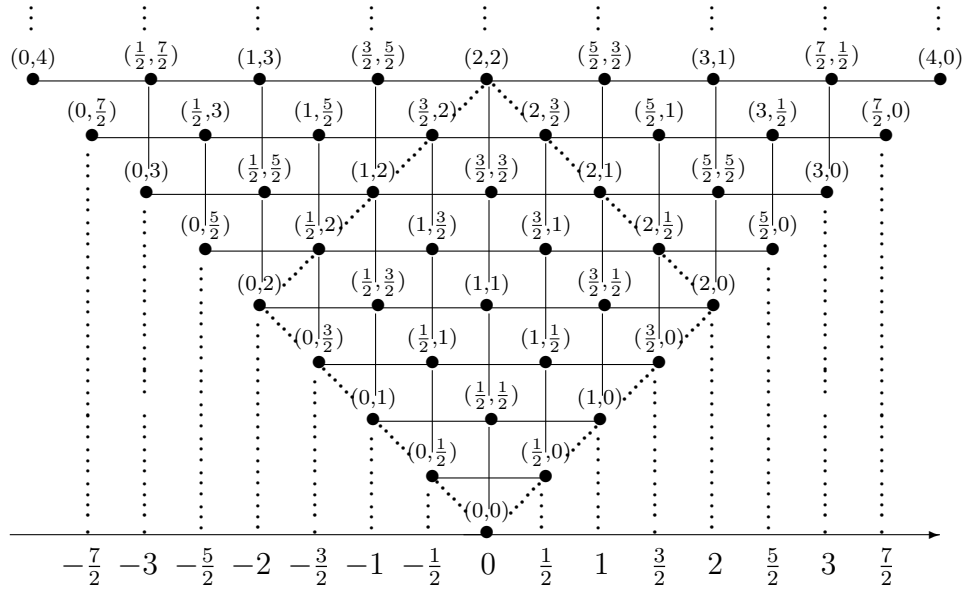 (0,4) (1/2,7/2) (1,3) (3/2,5/2) (2,2) (5/2,3/2) (3,1) (7/2,1/2) (4,0)
(0,7/2) (1/2,3) (1,5/2) (3/2,2) (2,3/2) (5/2,1) (3,1/2) (7/2,0)
(0,3) (1/2,5/2) (1,2) (3/2,3/2) (2,1) (5/2,5/2) (3,0)
(0,5/2) (1/2,2) (1,3/2) (3/2,1) (2,1/2) (5/2,0)
(0,2) (1/2,3/2) (1,1) (3/2,1/2) (2,0)
(0,3/2) (1/2,1) (1,1/2) (3/2,0)
(0,1) (1/2,1/2) (1,0)
(0,1/2) (1/2,0)
(0,0)
−7/2 −3 −5/2 −2 −3/2 −1 −1/2 0 1/2 1 3/2 2 5/2 3 7/2